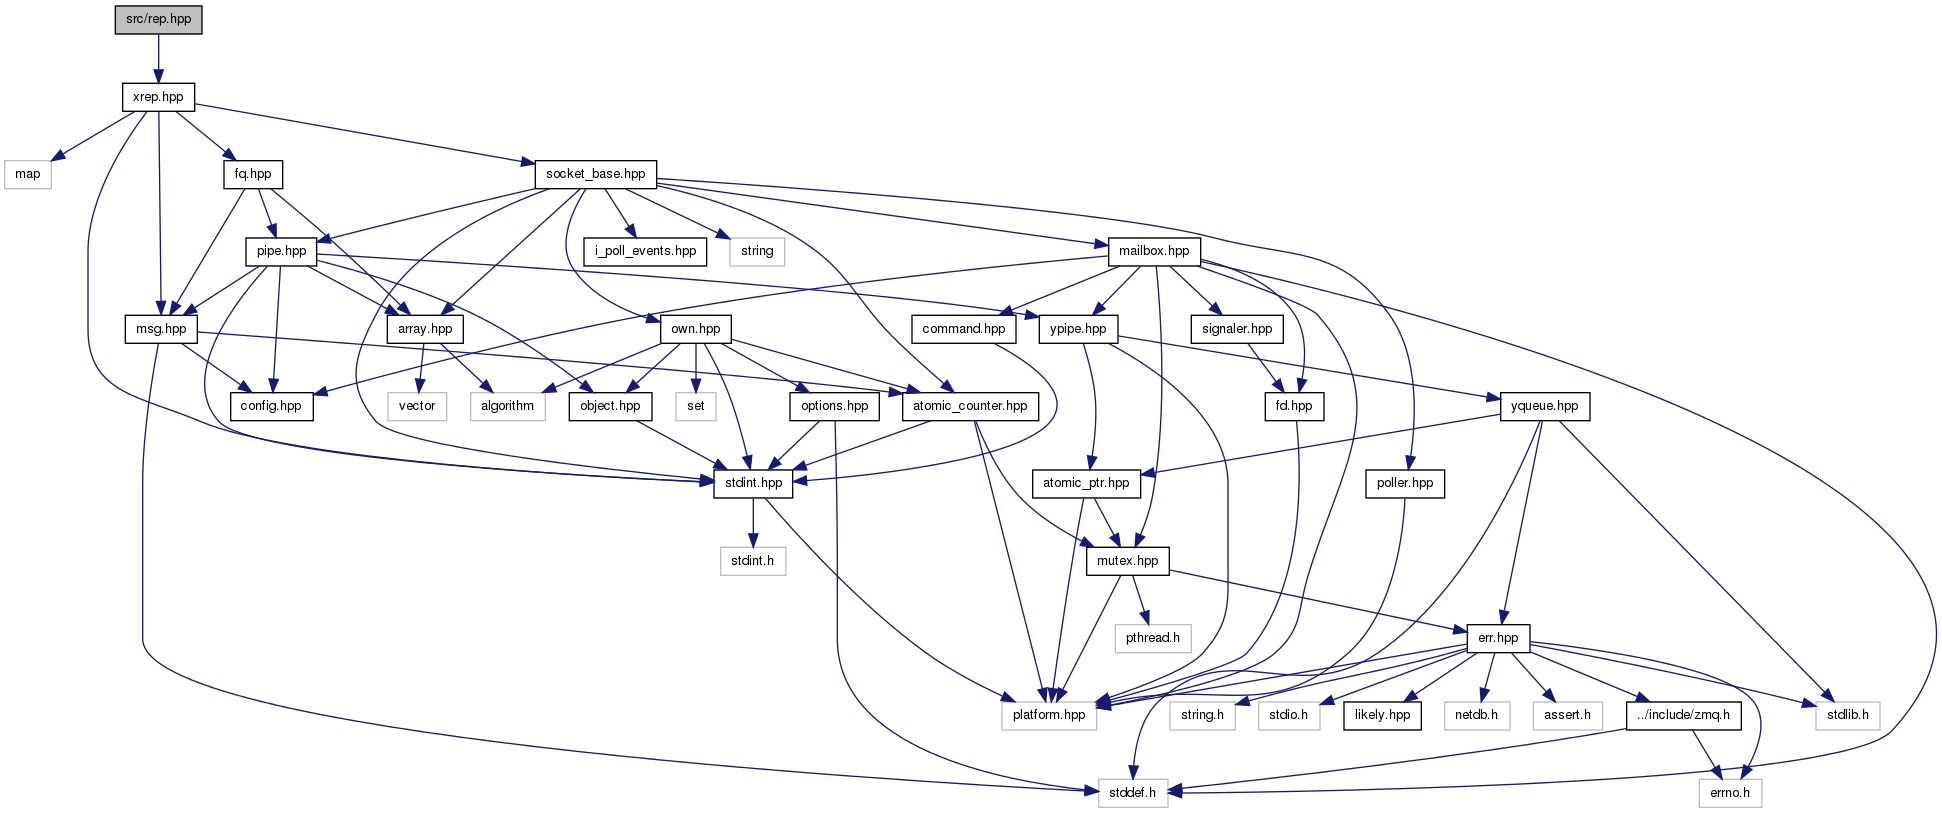 src/rep.hpp
xrep.hpp
map
fq.hpp
socket_base.hpp
pipe.hpp
i_poll_events.hpp
string
mailbox.hpp
msg.hpp
array.hpp
own.hpp
command.hpp
ypipe.hpp
signaler.hpp
config.hpp
vector
algorithm
object.hpp
set
options.hpp
atomic_counter.hpp
fd.hpp
yqueue.hpp
stdint.hpp
atomic_ptr.hpp
poller.hpp
stdint.h
mutex.hpp
pthread.h
err.hpp
platform.hpp
string.h
stdio.h
likely.hpp
netdb.h
assert.h
../include/zmq.h
stdlib.h
stddef.h
errno.h